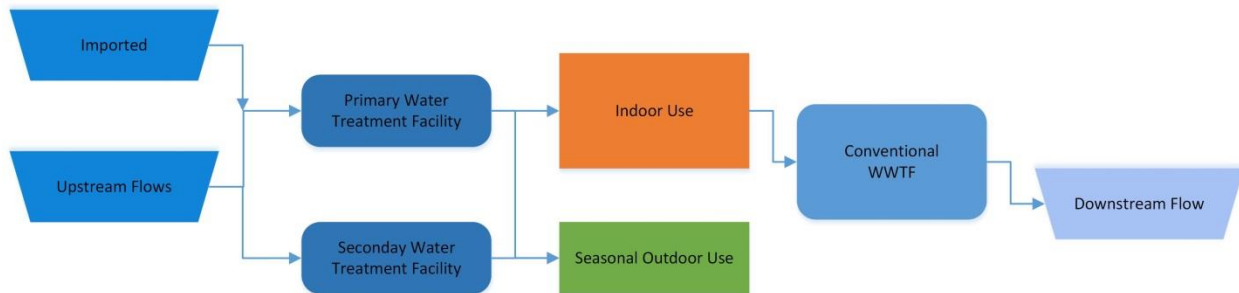 Imported
Upstream Flows
Primary Water
Treatment Facility
Seconday Water
Treatment Facility
Indoor Use
Seasonal Outdoor Use
Conventional
WWTF
Downstream Flow